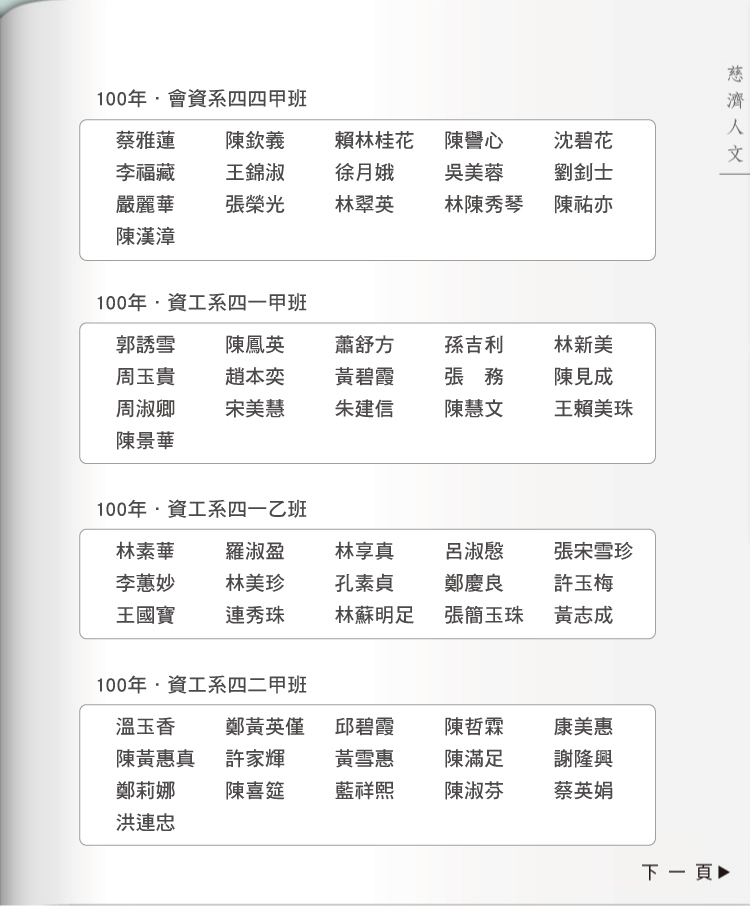 慈濟人文
100年．會資系四四甲班
蔡雅蓮 陳欽義 賴林桂花 陳譽心 沈碧花
李福藏 王錦淑 徐月娥 吳美蓉 劉釗士
嚴麗華 張榮光 林翠英 林陳秀琴 陳祐亦
陳漢漳
100年．資工系四一甲班
郭誘雪 陳鳳英 蕭舒方 孫吉利 林新美
周玉貴 趙本奕 黃碧霞 張　務 陳見成
周淑卿 宋美慧 朱建信 陳慧文 王賴美珠
陳景華
100年．資工系四一乙班
林素華 羅淑盈 林享真 呂淑慇 張宋雪珍
李蕙妙 林美珍 孔素貞 鄭慶良 許玉梅
王國寶 連秀珠 林蘇明足 張簡玉珠 黃志成
100年．資工系四二甲班
溫玉香 鄭黃英僅 邱碧霞 陳哲霖 康美惠
陳黃惠真 許家輝 黃雪惠 陳滿足 謝隆興
鄭莉娜 陳喜筵 藍祥熙 陳淑芬 蔡英娟
洪連忠
下一頁▶